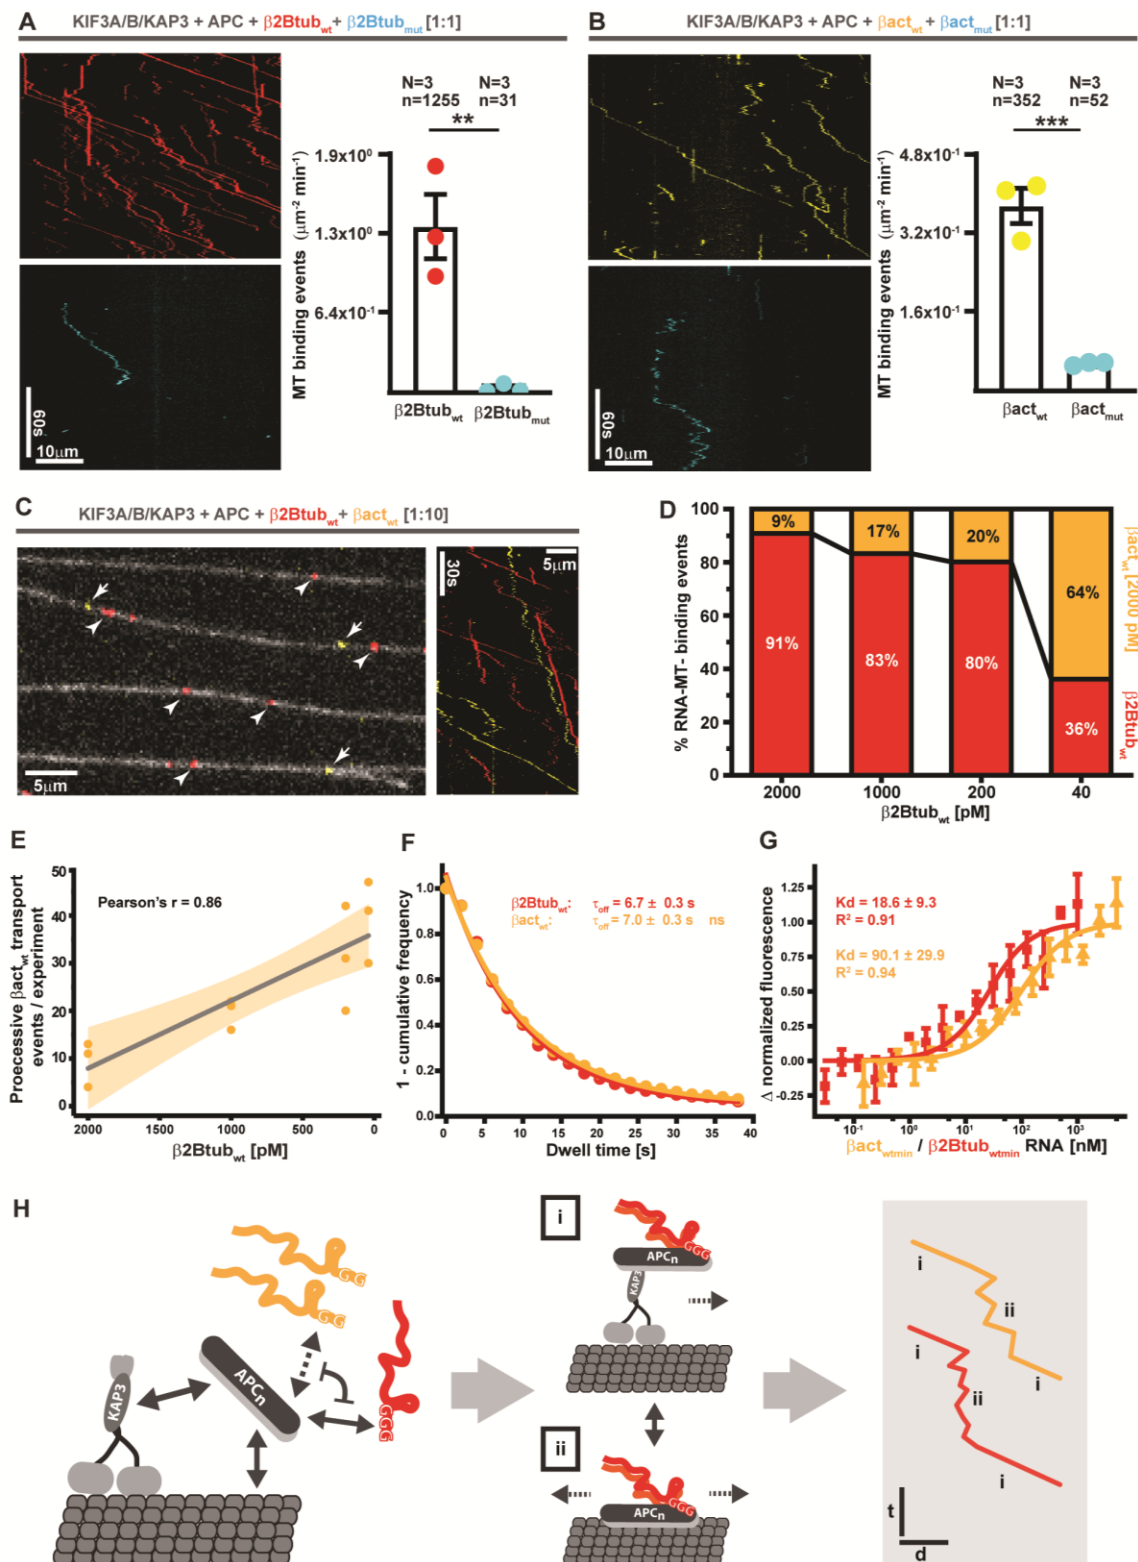 A
KIF3A/B/KAP3 + APC + β2Btubwt + β2Btubmut [1:1]
N=3 N=3
n=1255 n=31
**
MT binding events (μm-2 min-1)
1.9x10⁰
1.3x10⁰
6.4x10-1
β2Btubwt
β2Btubmut
60s
10μm
B
KIF3A/B/KAP3 + APC + βactwt + βactmut [1:1]
N=3 N=3
n=352 n=52
***
MT binding events (μm-2 min-1)
4.8x10-1
3.2x10-1
1.6x10-1
βactwt
βactmut
60s
10μm
C
KIF3A/B/KAP3 + APC + β2Btubwt + βactwt [1:10]
5μm
30s
5μm
D
% RNA-MT- binding events
100
80
60
40
20
0
9%
17%
20%
64%
91%
83%
80%
36%
2000 1000 200 40
β2Btubwt [pM]
βactwt [2000 pM]
β2Btubwt
E
Proecessive βactwt transport
events / experiment
Pearson's r = 0.86
50
40
30
20
10
0
2000 1500 1000 500 0
β2Btubwt [pM]
F
1 - cumulative frequency
β2Btubwt: τoff = 6.7 ± 0.3 s
βactwt: τoff = 7.0 ± 0.3 s ns
1.0
0.8
0.6
0.4
0.2
0.0
0 5 10 15 20 25 30 35 40
Dwell time [s]
G
Δ normalized fluorescence
Kd = 18.6 ± 9.3
R² = 0.91
Kd = 90.1 ± 29.9
R² = 0.94
1.25
1.00
0.75
0.50
0.25
0.00
-0.25
10-1 10⁰ 10¹ 10² 10³
βactwtmin / β2Btubwtmin RNA [nM]
H
GG
GG
GGG
KAP3
APCn
i
GGG
APCn
KAP3
ii
GGG
APCn
i
ii
i
i
ii
i
t
d